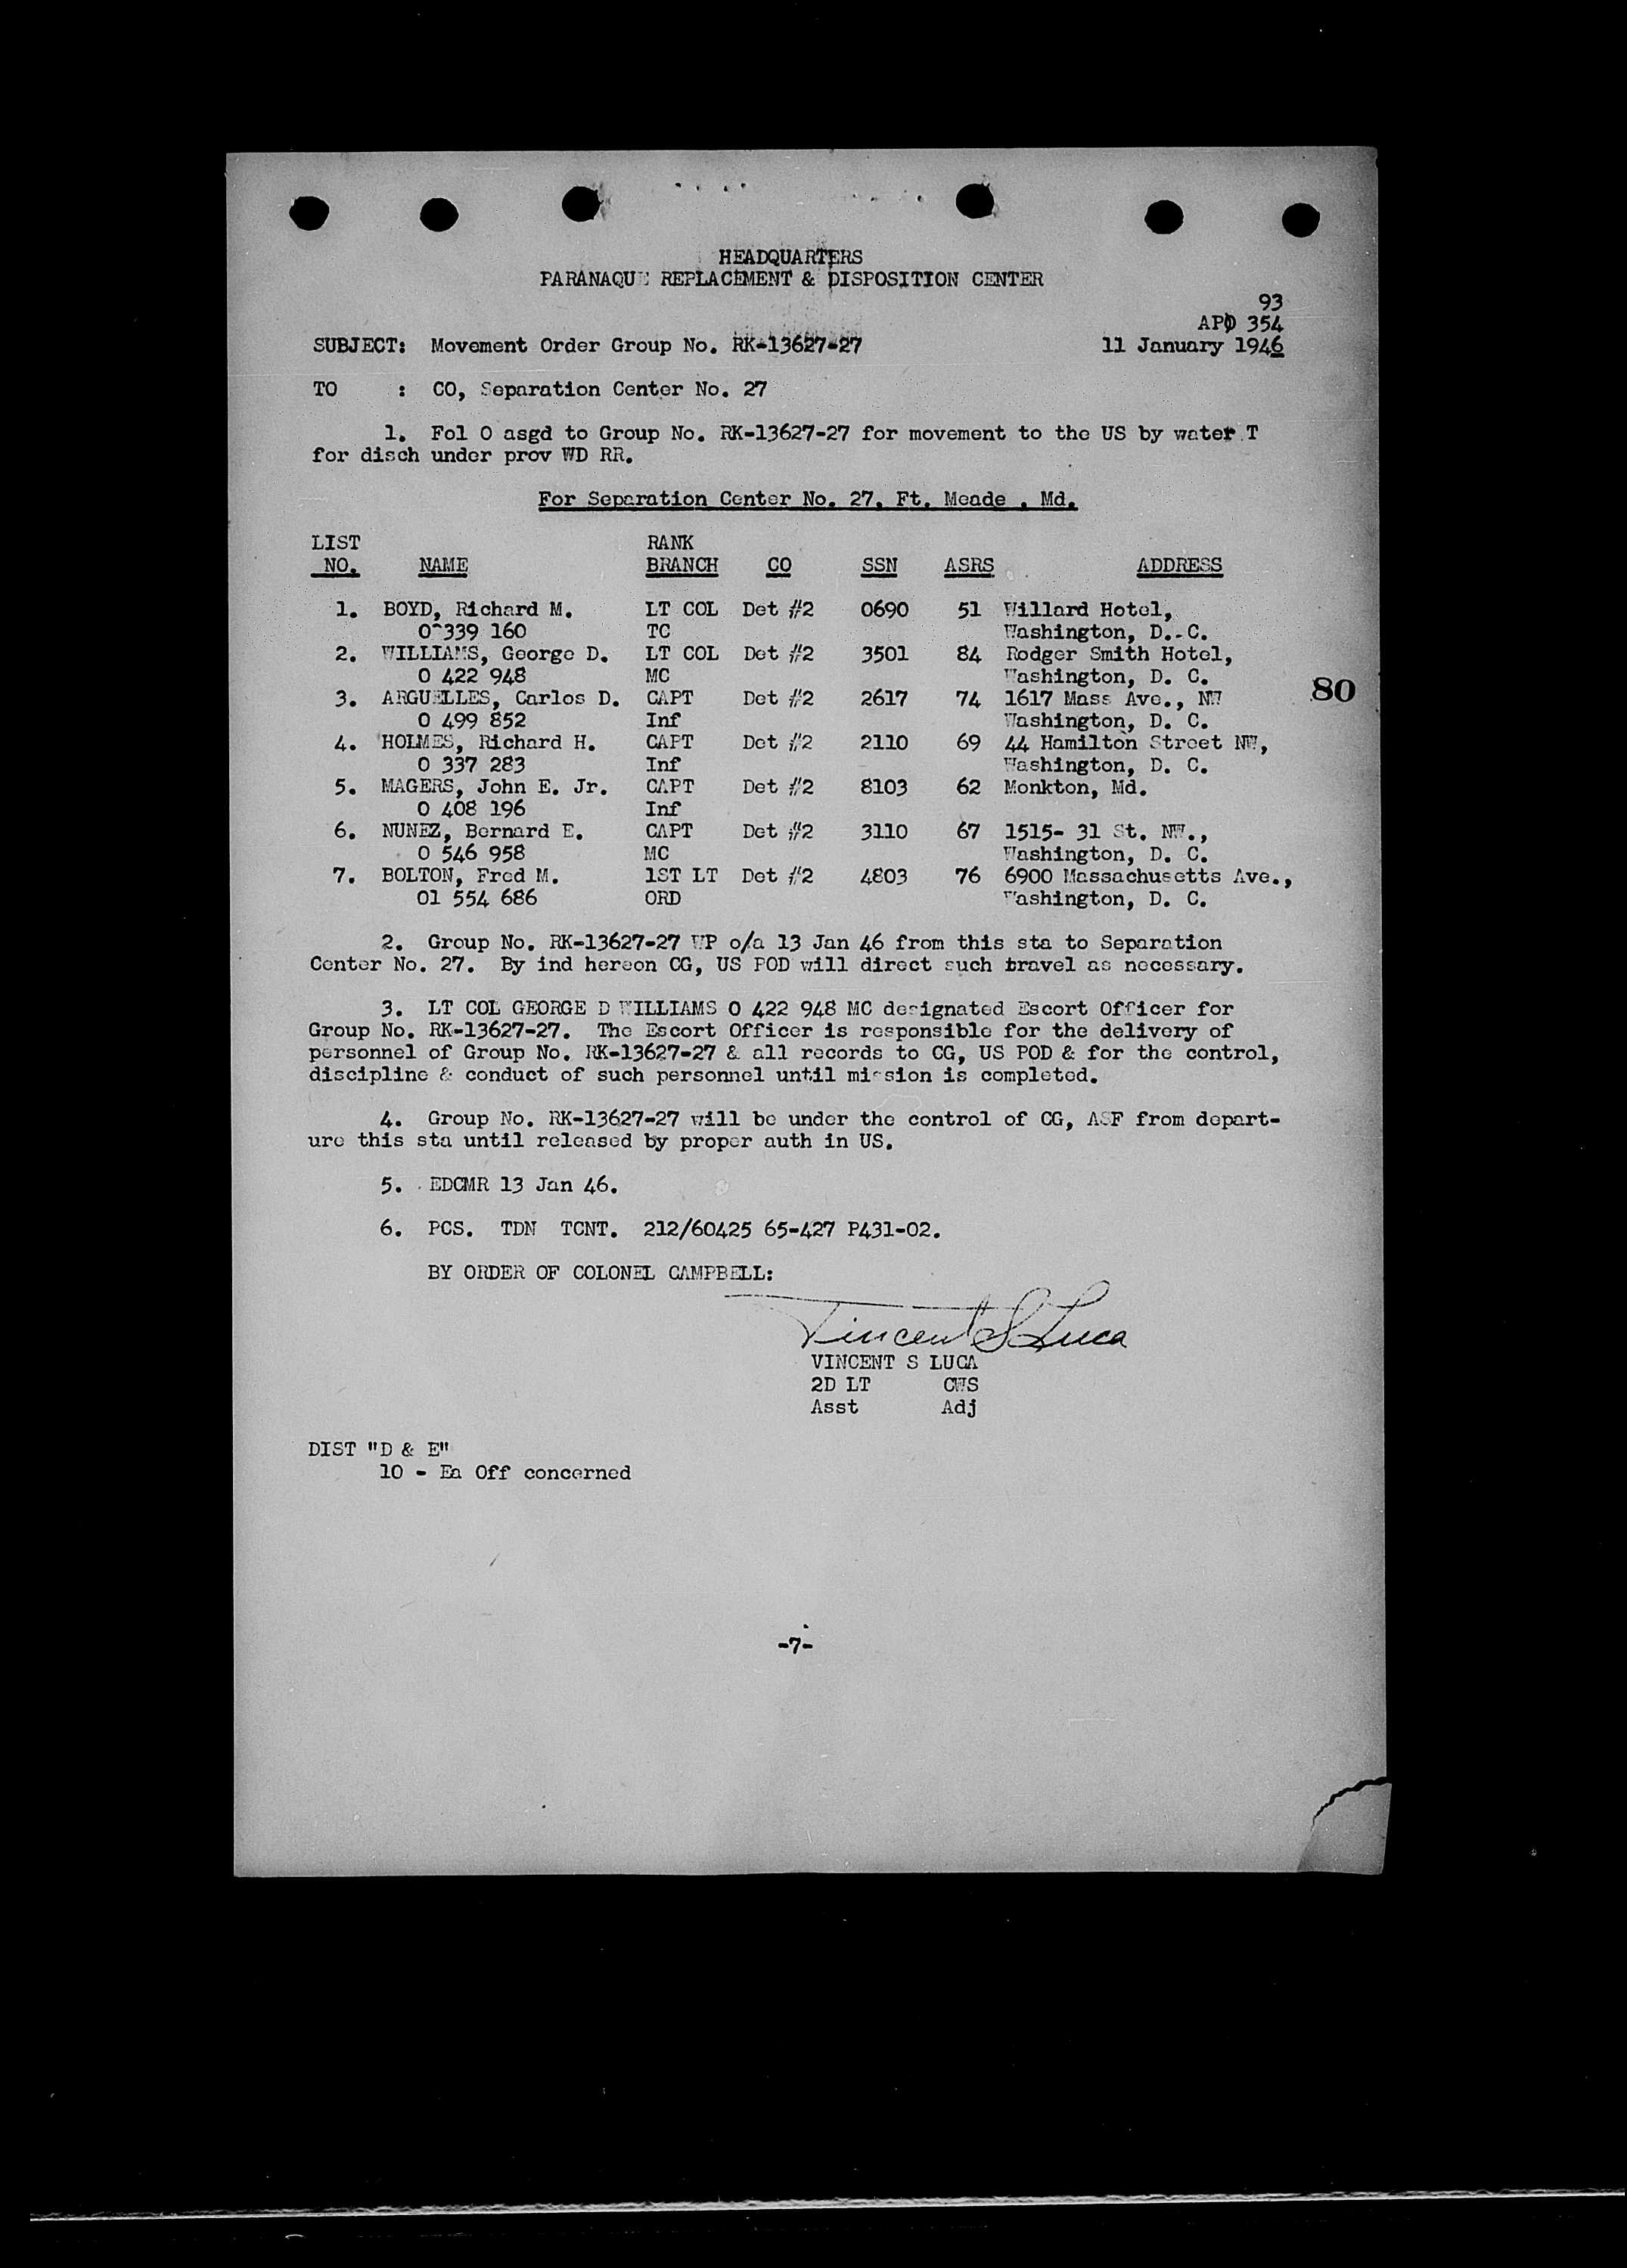 HEADQUARTERS
PARANAQUE REPLACEMENT & DISPOSITION CENTER
93
APO 354
SUBJECT: Movement Order Group No. RK-13627-27 11 January 1946
TO : CO, Separation Center No. 27
1. Fol O asgd to Group No. RK-13627-27 for movement to the US by water T
for disch under prov WD RR.
For Separation Center No. 27, Ft. Meade , Md.
LIST RANK
NO. NAME BRANCH CO SSN ASRS ADDRESS
1. BOYD, Richard M. LT COL Det #2 0690 51 Willard Hotel,
O 339 160 TC Washington, D. C.
2. WILLIAMS, George D. LT COL Det #2 3501 84 Rodger Smith Hotel,
O 422 948 MC Washington, D. C.
80
3. ARGUELLES, Carlos D. CAPT Det #2 2617 74 1617 Mass Ave., NW
O 499 852 Inf Washington, D. C.
4. HOLMES, Richard H. CAPT Det #2 2110 69 44 Hamilton Street NW,
O 337 283 Inf Washington, D. C.
5. MAGERS, John E. Jr. CAPT Det #2 8103 62 Monkton, Md.
O 408 196 Inf
6. NUNEZ, Bernard E. CAPT Det #2 3110 67 1515- 31 St. NW.,
O 546 958 MC Washington, D. C.
7. BOLTON, Fred M. 1ST LT Det #2 4803 76 6900 Massachusetts Ave.,
O1 554 686 ORD Washington, D. C.
2. Group No. RK-13627-27 WP o/a 13 Jan 46 from this sta to Separation
Center No. 27. By ind hereon CG, US POD will direct such travel as necessary.
3. LT COL GEORGE D WILLIAMS O 422 948 MC designated Escort Officer for
Group No. RK-13627-27. The Escort Officer is responsible for the delivery of
personnel of Group No. RK-13627-27 & all records to CG, US POD & for the control,
discipline & conduct of such personnel until mission is completed.
4. Group No. RK-13627-27 will be under the control of CG, ASF from depart-
ure this sta until released by proper auth in US.
5. EDCMR 13 Jan 46.
6. PCS. TDN TCNT. 212/60425 65-427 P431-02.
BY ORDER OF COLONEL CAMPBELL:
Vincent S Luca
VINCENT S LUCA
2D LT CWS
Asst Adj
DIST "D & E"
10 - Ea Off concerned
-7-